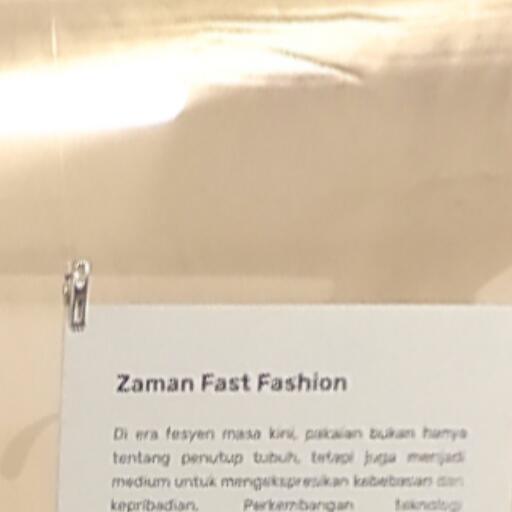 Zaman Fast Fashion
Di era fesyen masa kini, pakaian bukan hanya
tentang penutup tubuh, tetapi juga menjadi
medium untuk mengekspresikan kebebasan dan
kepribadian. Perkembangan teknologi